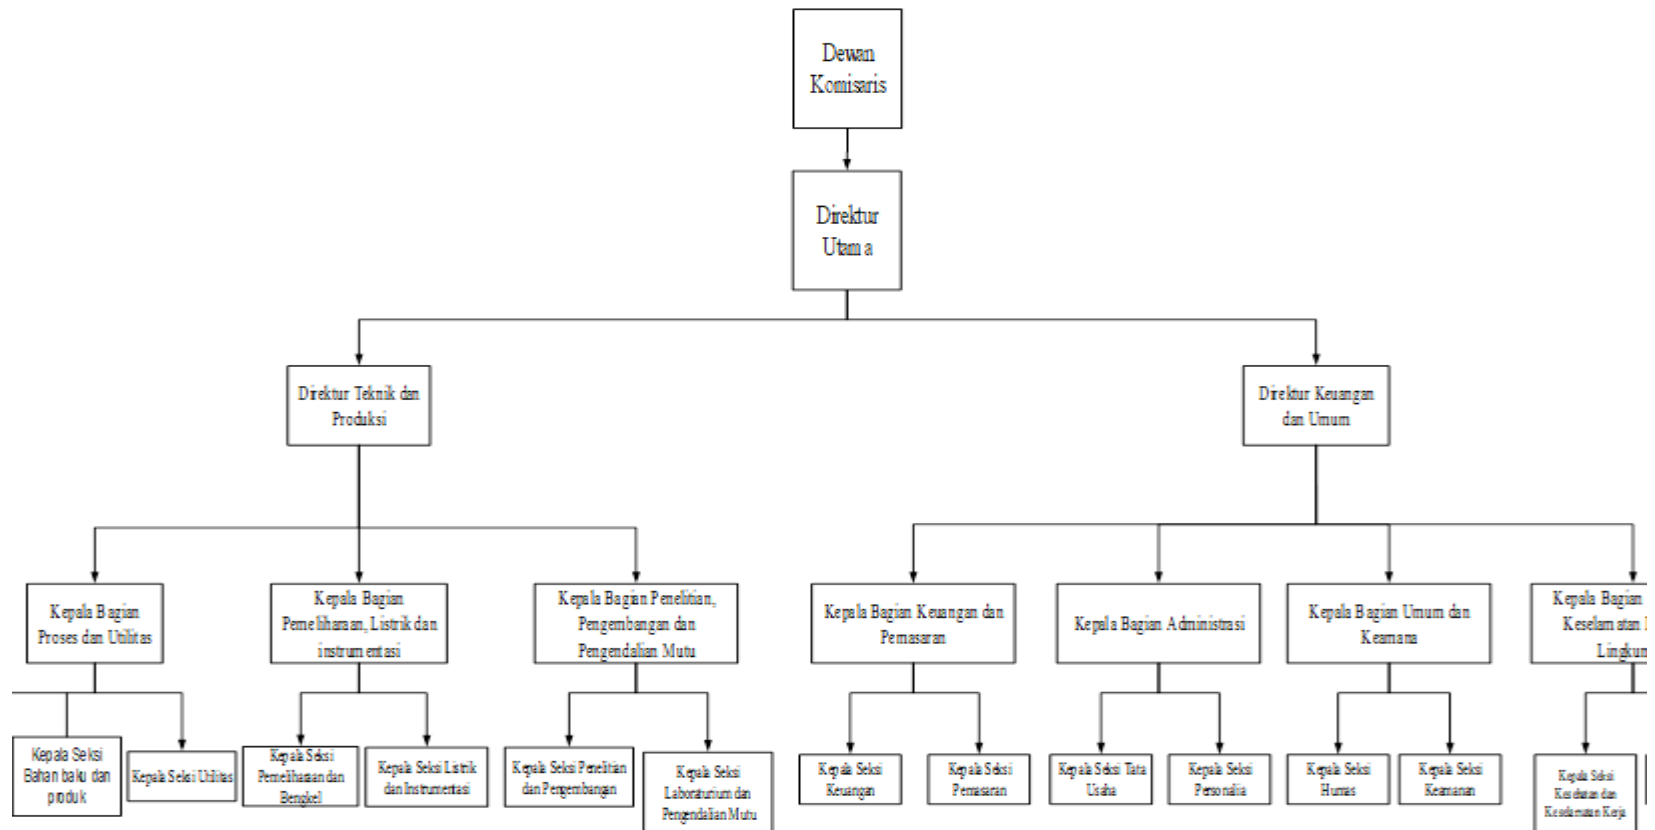 Dewan
Komisaris
Direktur
Utama
Direktur Teknik dan
Produksi
Direktur Keuangan
dan Umum
Kepala Bagian
Proses dan Utilitas
Kepala Bagian
Pemeliharaan, Listrik dan
instrumentasi
Kepala Bagian Penelitian,
Pengembangan dan
Pengendalian Mutu
Kepala Bagian Keuangan dan
Pemasaran
Kepala Bagian Administrasi
Kepala Bagian Umum dan
Keamana
Kepala Bagian
Keselamatan
Lingkun
Kepala Seksi
Bahan baku dan
produk
Kepala Seksi Utilitas
Kepala Seksi
Pemeliharaan dan
Bengkel
Kepala Seksi Listrik
dan Instrumentasi
Kepala Seksi Penelitian
dan Pengembangan
Kepala Seksi
Laboraturium dan
Pengendalian Mutu
Kepala Seksi
Keuangan
Kepala Seksi
Pemasaran
Kepala Seksi Tata
Usaha
Kepala Seksi
Personalia
Kepala Seksi
Humas
Kepala Seksi
Keamanan
Kepala Seksi
Kesehatan dan
Keselamatan Kerja